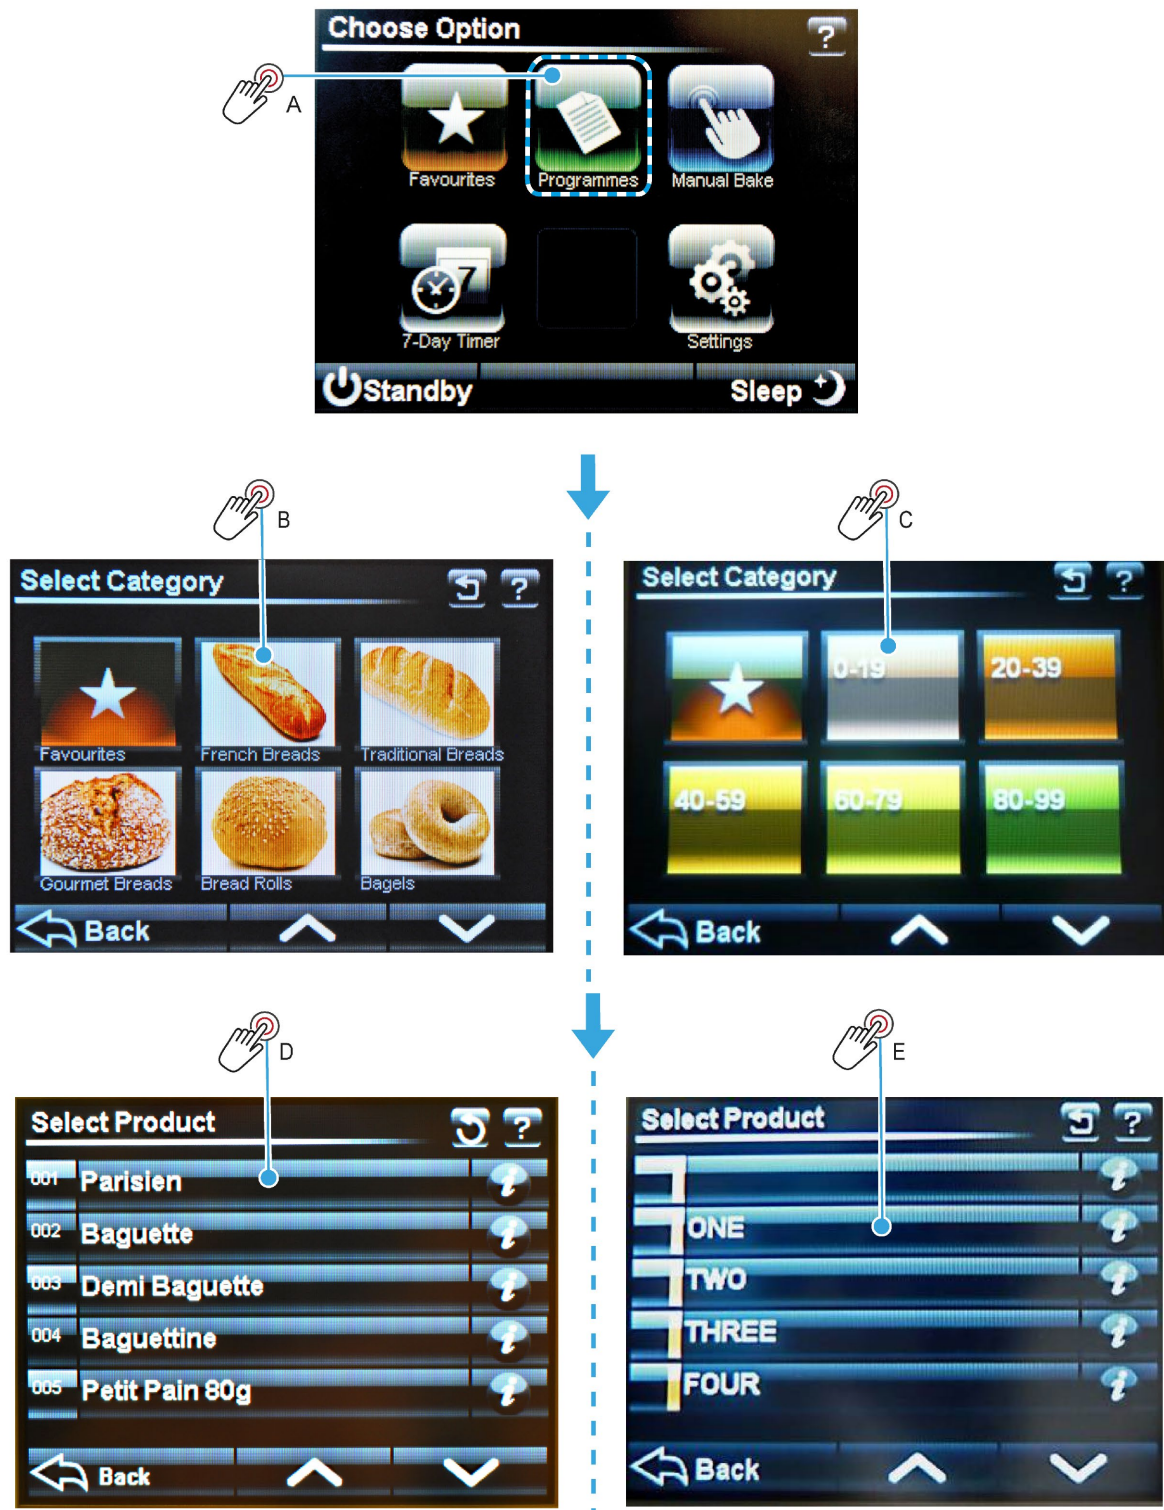 Choose Option
?
A
Favourites
Programmes
Manual Bake
7
7-Day Timer
Settings
Standby
Sleep
B
C
Select Category
?
Favourites
French Breads
Traditional Breads
Gourmet Breads
Bread Rolls
Bagels
Back
Select Category
?
0-19
20-39
40-59
60-79
80-99
Back
D
E
Select Product
?
001 Parisien i
002 Baguette i
003 Demi Baguette i
004 Baguettine i
005 Petit Pain 80g i
Back
Select Product
?
i
ONE i
TWO i
THREE i
FOUR i
Back